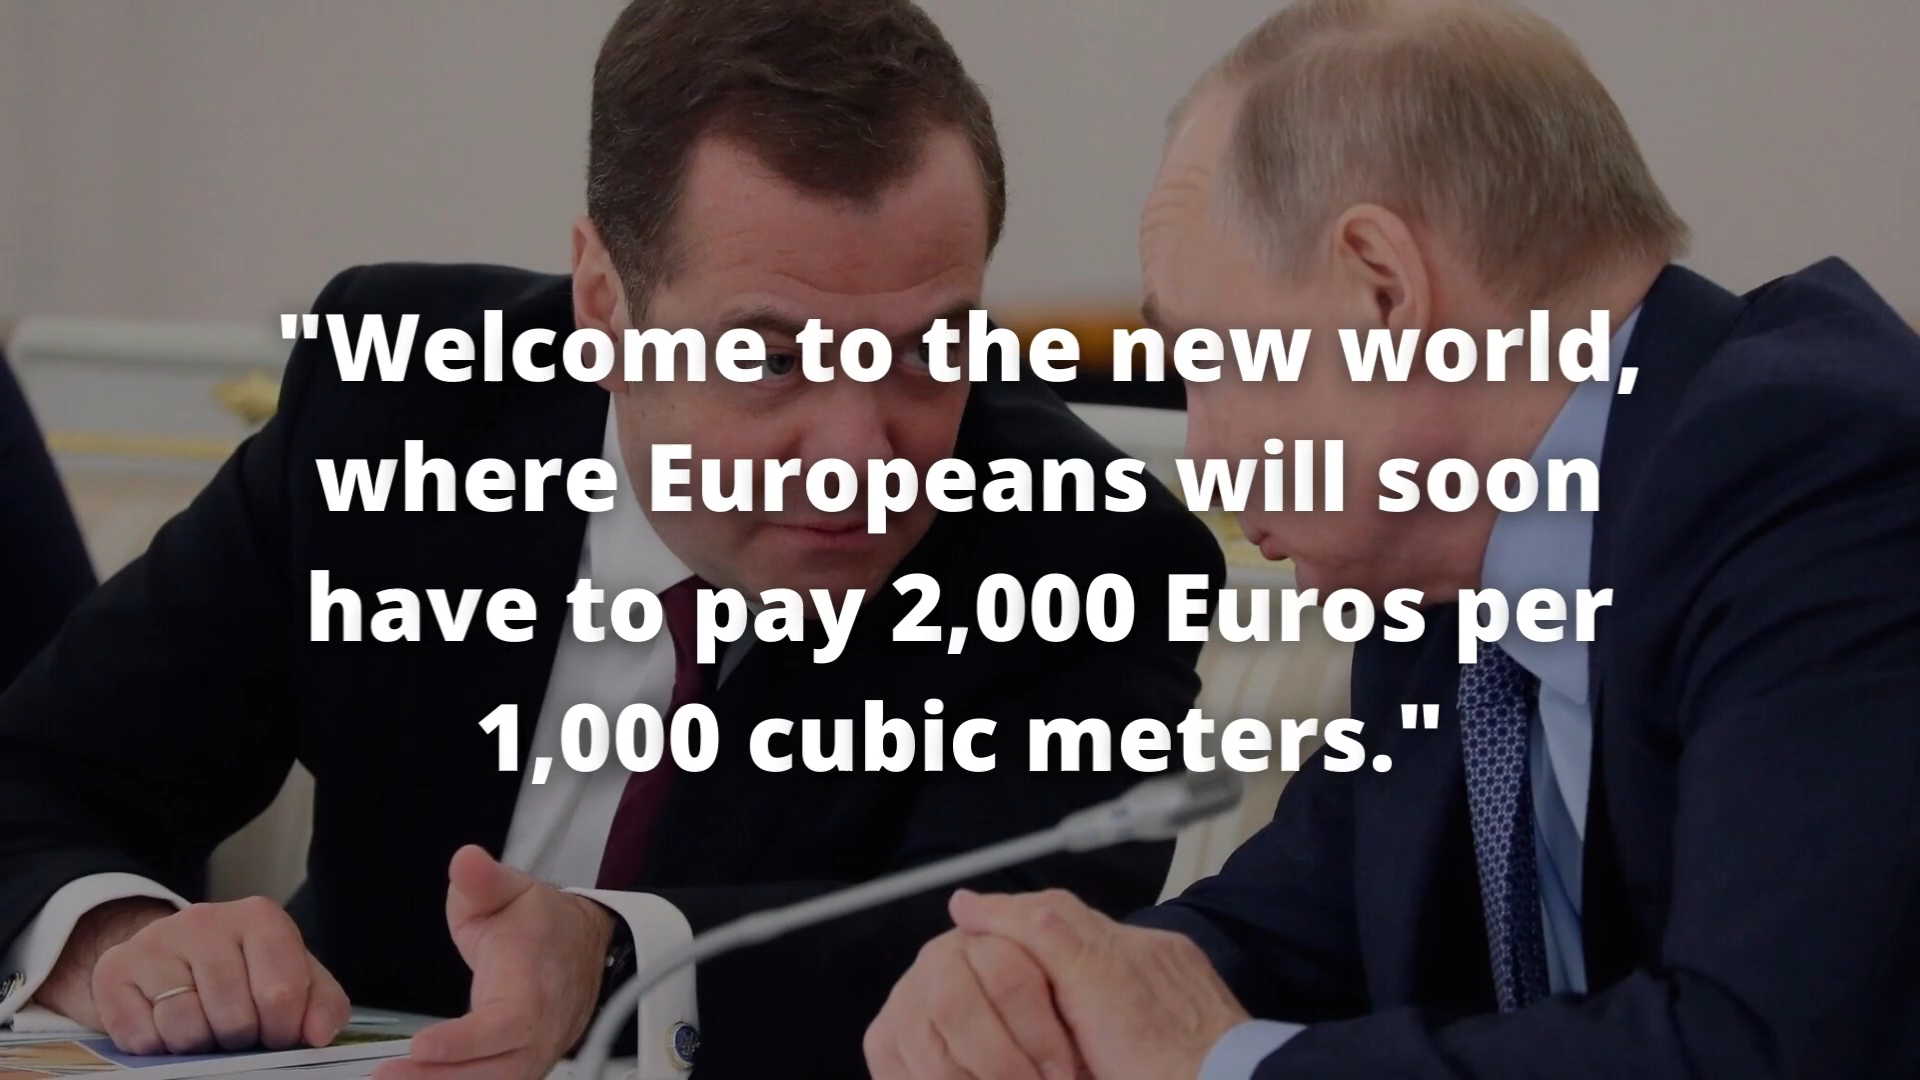 "Welcome to the new world,
where Europeans will soon
have to pay 2,000 Euros per
1,000 cubic meters."